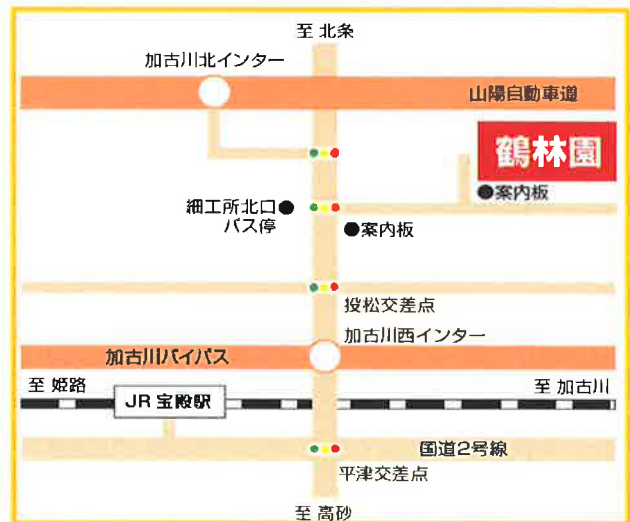 至 北条
加古川北インター
山陽自動車道
鶴林園
●案内板
細工所北口●
バス停
●案内板
投松交差点
加古川西インター
加古川バイパス
至 姫路
至 加古川
JR 宝殿駅
国道2号線
平津交差点
至 高砂